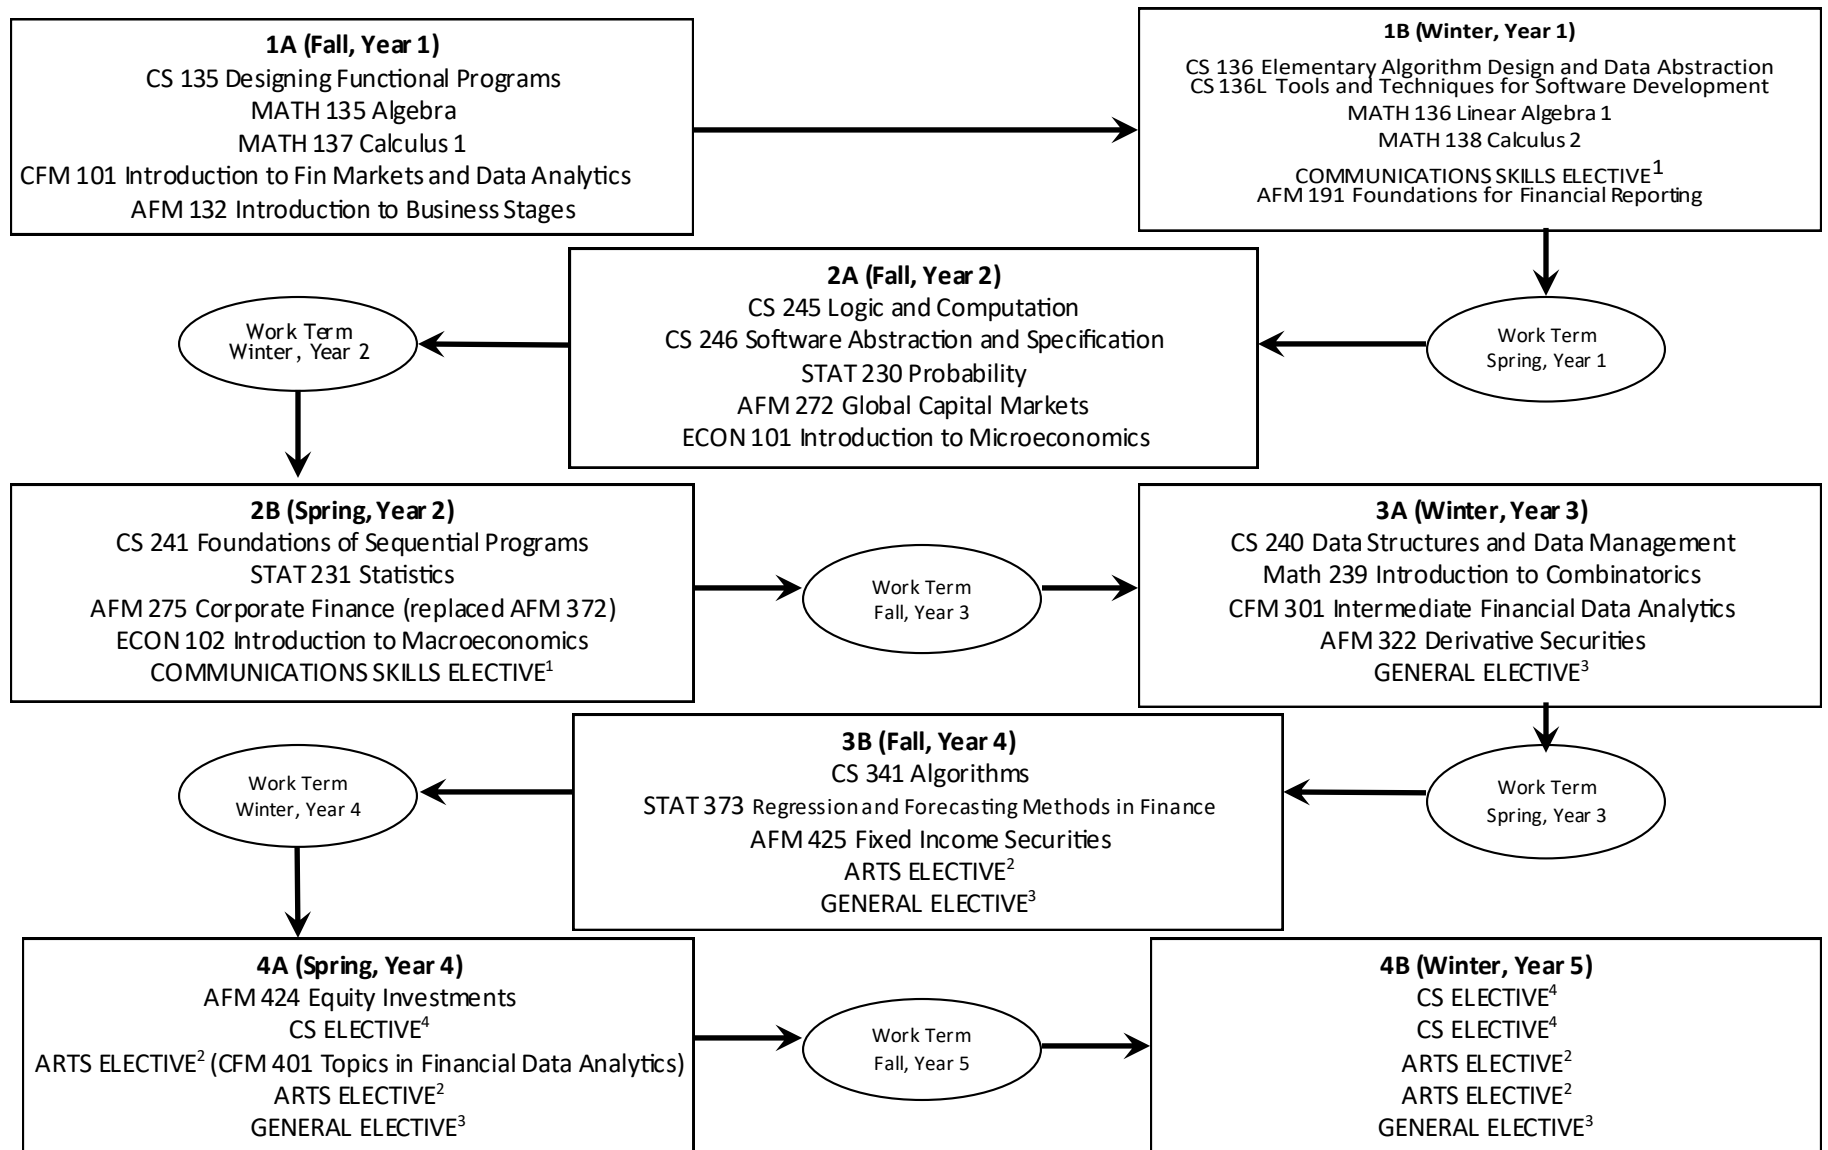 1A (Fall, Year 1)
CS 135 Designing Functional Programs
MATH 135 Algebra
MATH 137 Calculus 1
CFM 101 Introduction to Fin Markets and Data Analytics
AFM 132 Introduction to Business Stages
1B (Winter, Year 1)
CS 136 Elementary Algorithm Design and Data Abstraction
CS 136L Tools and Techniques for Software Development
MATH 136 Linear Algebra 1
MATH 138 Calculus 2
COMMUNICATIONS SKILLS ELECTIVE¹
AFM 191 Foundations for Financial Reporting
Work Term
Spring, Year 1
2A (Fall, Year 2)
CS 245 Logic and Computation
CS 246 Software Abstraction and Specification
STAT 230 Probability
AFM 272 Global Capital Markets
ECON 101 Introduction to Microeconomics
Work Term
Winter, Year 2
2B (Spring, Year 2)
CS 241 Foundations of Sequential Programs
STAT 231 Statistics
AFM 275 Corporate Finance (replaced AFM 372)
ECON 102 Introduction to Macroeconomics
COMMUNICATIONS SKILLS ELECTIVE¹
Work Term
Fall, Year 3
3A (Winter, Year 3)
CS 240 Data Structures and Data Management
Math 239 Introduction to Combinatorics
CFM 301 Intermediate Financial Data Analytics
AFM 322 Derivative Securities
GENERAL ELECTIVE³
Work Term
Spring, Year 3
3B (Fall, Year 4)
CS 341 Algorithms
STAT 373 Regression and Forecasting Methods in Finance
AFM 425 Fixed Income Securities
ARTS ELECTIVE²
GENERAL ELECTIVE³
Work Term
Winter, Year 4
4A (Spring, Year 4)
AFM 424 Equity Investments
CS ELECTIVE⁴
ARTS ELECTIVE² (CFM 401 Topics in Financial Data Analytics)
ARTS ELECTIVE²
GENERAL ELECTIVE³
Work Term
Fall, Year 5
4B (Winter, Year 5)
CS ELECTIVE⁴
CS ELECTIVE⁴
ARTS ELECTIVE²
ARTS ELECTIVE²
GENERAL ELECTIVE³